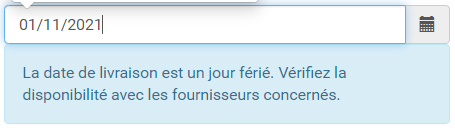 01/11/2021
La date de livraison est un jour férié. Vérifiez la
disponibilité avec les fournisseurs concernés.